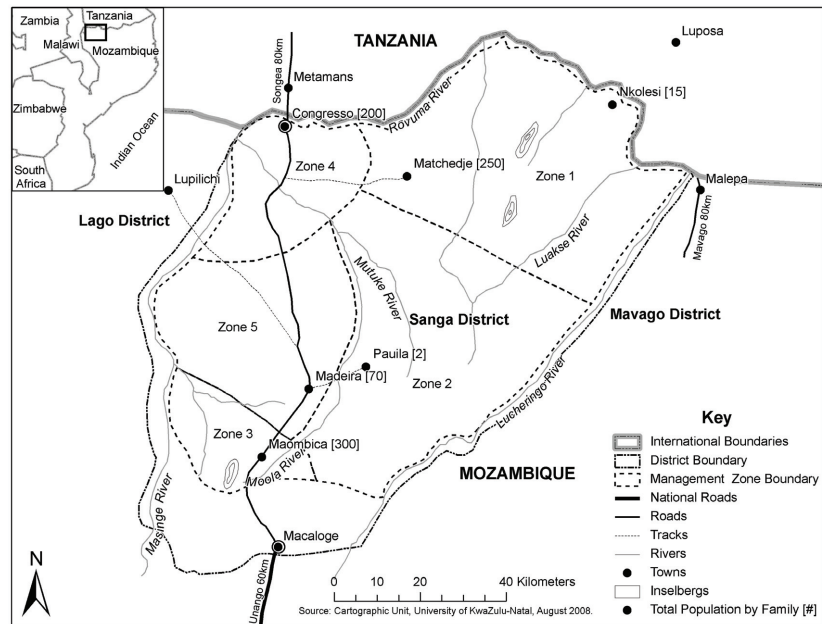 Zambia
Tanzania
Malawi
Mozambique
Zimbabwe
Indian Ocean
South
Africa
TANZANIA
Songea 80km
Metamans
Luposa
Congresso [200]
Rovuma River
Nkolesi [15]
Zone 4
Matchedje [250]
Zone 1
Malepa
Lupilichi
Mavago 80km
Lago District
Luakse River
Mutuke River
Sanga District
Mavago District
Zone 5
Pauila [2]
Madeira [70]
Zone 2
Lucheringo River
Zone 3
Maombica [300]
Moola River
MOZAMBIQUE
Masinge River
Macaloge
Unango 60km
N
0 10 20 40 Kilometers
Source: Cartographic Unit, University of KwaZulu-Natal, August 2008.
Key
International Boundaries
District Boundary
Management Zone Boundary
National Roads
Roads
Tracks
Rivers
Towns
Inselbergs
Total Population by Family [#]